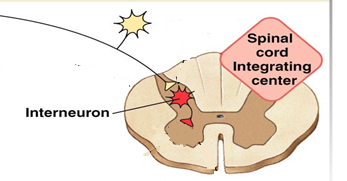 Spinal
cord
Integrating
center
Interneuron